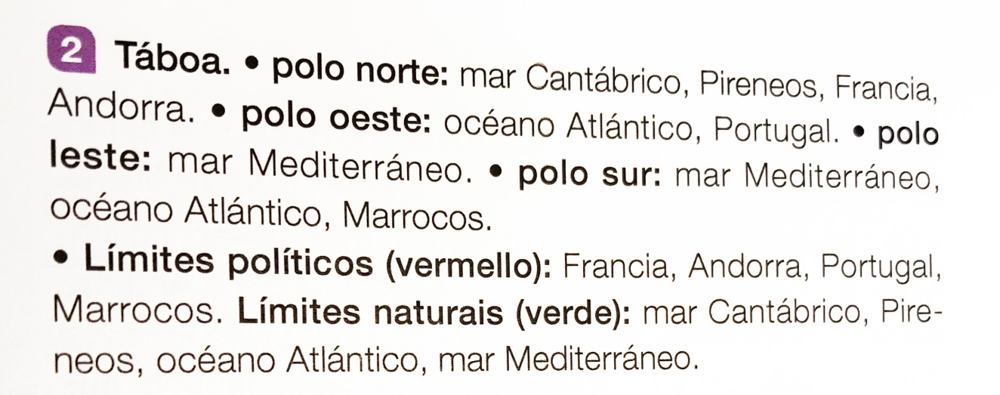 2 Táboa. • polo norte: mar Cantábrico, Pireneos, Francia,
Andorra. • polo oeste: océano Atlántico, Portugal. • polo
leste: mar Mediterráneo. • polo sur: mar Mediterráneo,
océano Atlántico, Marrocos.
• Límites políticos (vermello): Francia, Andorra, Portugal,
Marrocos. Límites naturais (verde): mar Cantábrico, Pire-
neos, océano Atlántico, mar Mediterráneo.